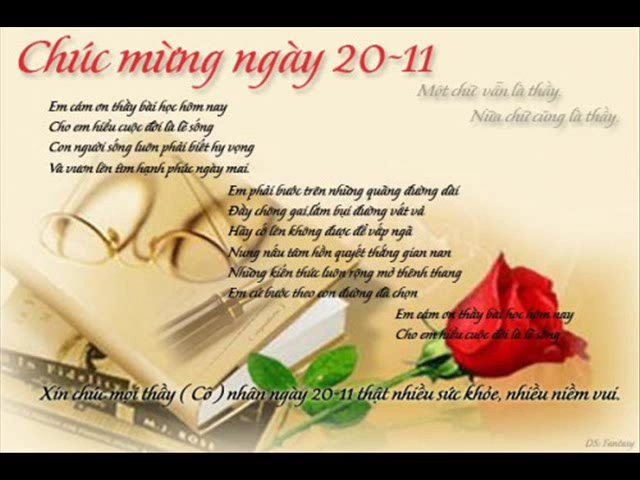 Chúc mừng ngày 20-11
Một chữ vẫn là thầy.
Nửa chữ cũng là thầy.
Em cám ơn thầy bài học hôm nay
Cho em hiểu cuộc đời là lẽ sống
Con người sống luôn phải biết hy vọng
Và vươn lên tìm hạnh phúc ngày mai.
Em phải bước trên những quãng đường dài
Đầy chông gai,lấm bụi đường vất vả
Hãy cố lên không được để vấp ngã
Nung nấu tâm hồn quyết thắng gian nan
Những kiến thức luôn rộng mở thênh thang
Em cứ bước theo con đường đã chọn
Em cám ơn thầy bài học hôm nay
Cho em hiểu cuộc đời là lẽ sống
Xin chúc mọi thầy ( Cô ) nhân ngày 20-11 thật nhiều sức khỏe, nhiều niềm vui.
M.J. ROSE
DS: Fantasy